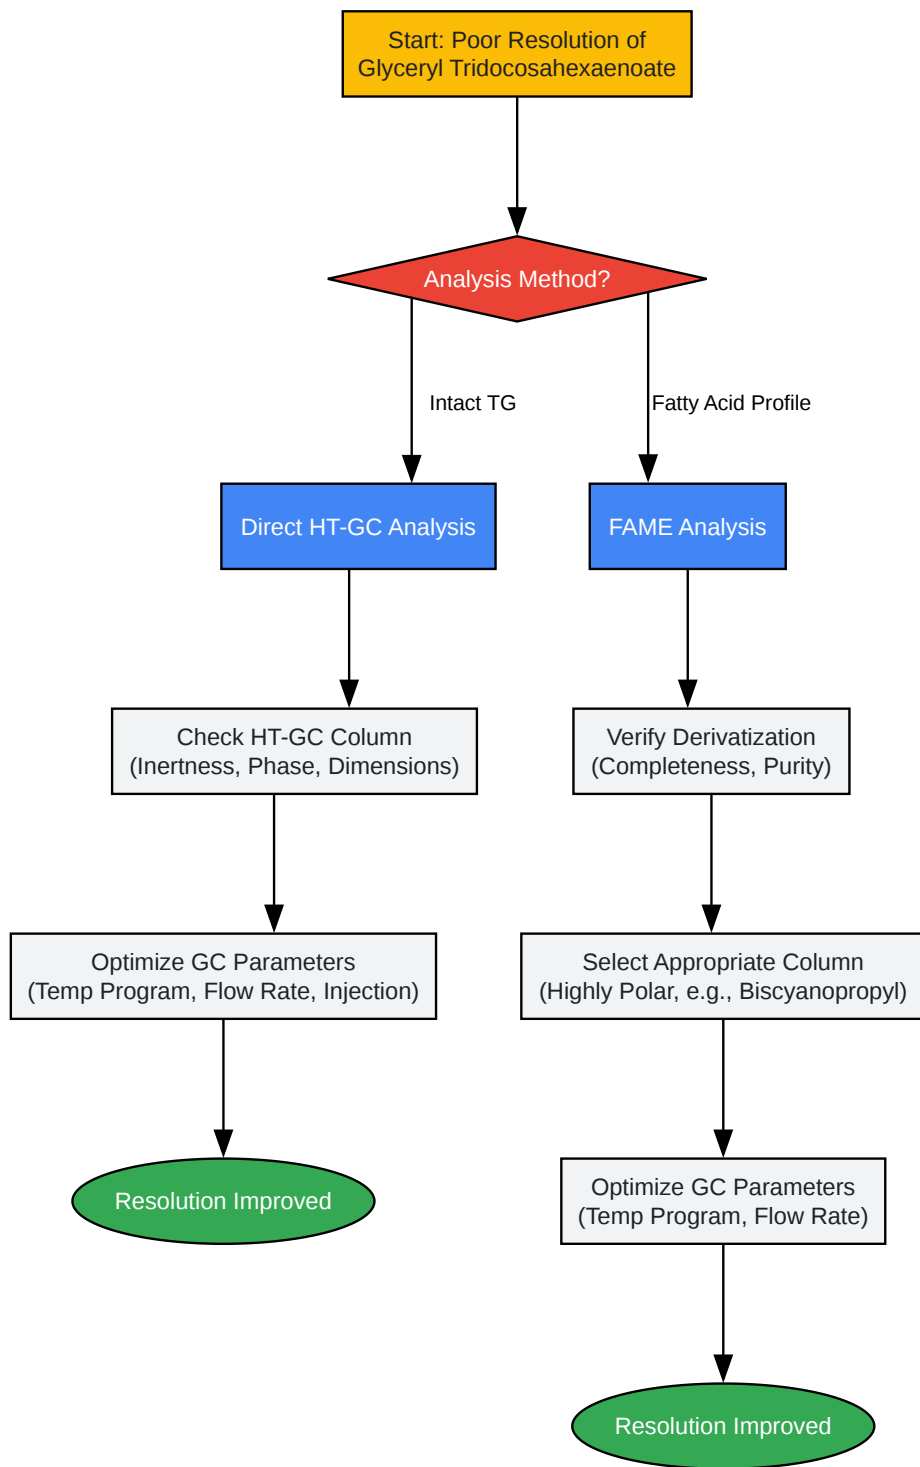 Start: Poor Resolution of
Glyceryl Tridocosahexaenoate
Analysis Method?
Intact TG
Fatty Acid Profile
Direct HT-GC Analysis
FAME Analysis
Check HT-GC Column
(Inertness, Phase, Dimensions)
Verify Derivatization
(Completeness, Purity)
Optimize GC Parameters
(Temp Program, Flow Rate, Injection)
Select Appropriate Column
(Highly Polar, e.g., Biscyanopropyl)
Resolution Improved
Optimize GC Parameters
(Temp Program, Flow Rate)
Resolution Improved